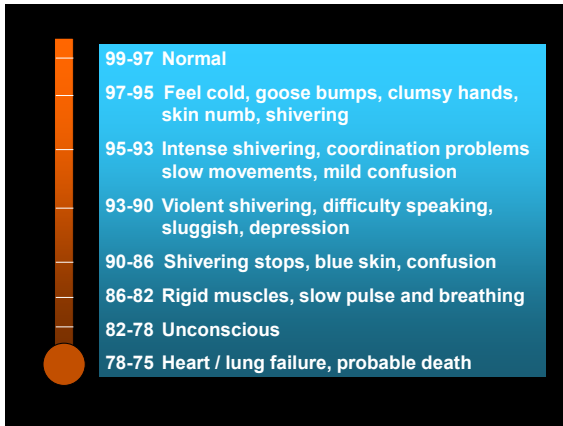 99-97 Normal
97-95 Feel cold, goose bumps, clumsy hands,
skin numb, shivering
95-93 Intense shivering, coordination problems
slow movements, mild confusion
93-90 Violent shivering, difficulty speaking,
sluggish, depression
90-86 Shivering stops, blue skin, confusion
86-82 Rigid muscles, slow pulse and breathing
82-78 Unconscious
78-75 Heart / lung failure, probable death